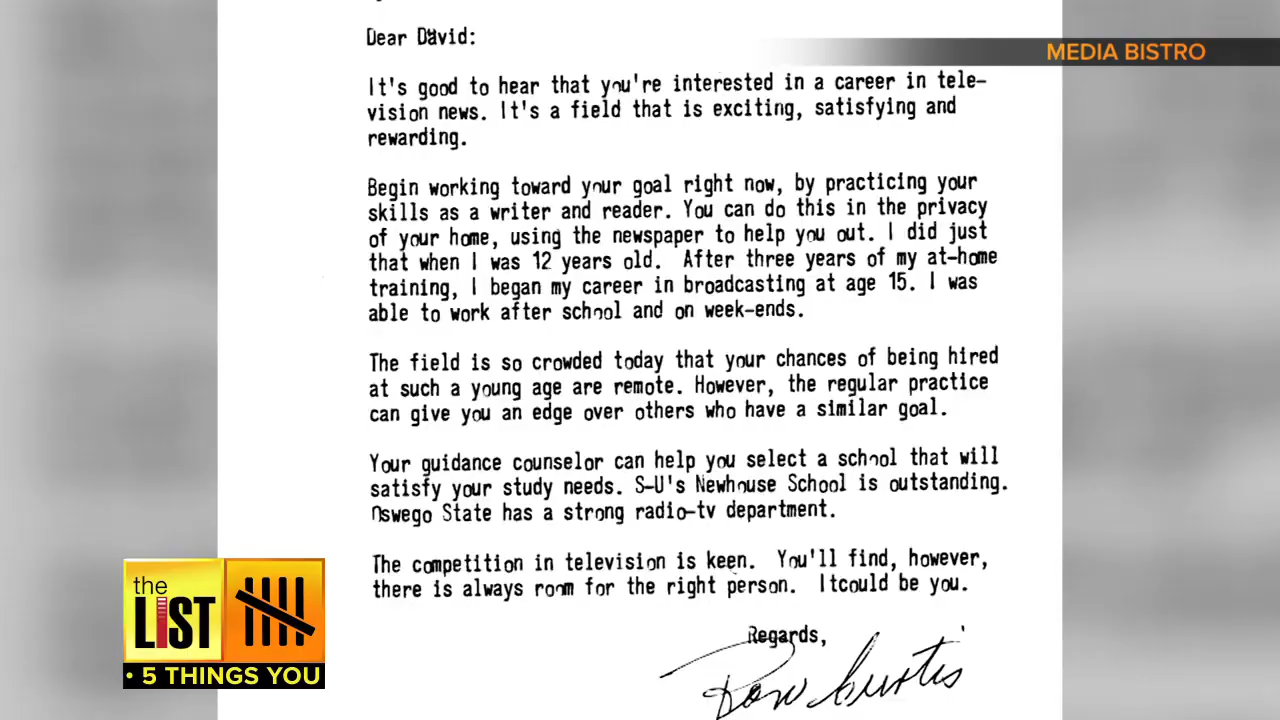 Dear David:
MEDIA BISTRO
It's good to hear that you're interested in a career in tele-
vision news. It's a field that is exciting, satisfying and
rewarding.
Begin working toward your goal right now, by practicing your
skills as a writer and reader. You can do this in the privacy
of your home, using the newspaper to help you out. I did just
that when I was 12 years old. After three years of my at-home
training, I began my career in broadcasting at age 15. I was
able to work after school and on week-ends.
The field is so crowded today that your chances of being hired
at such a young age are remote. However, the regular practice
can give you an edge over others who have a similar goal.
Your guidance counselor can help you select a school that will
satisfy your study needs. S-U's Newhouse School is outstanding.
Oswego State has a strong radio-tv department.
The competition in television is keen. You'll find, however,
there is always room for the right person. Itcould be you.
Regards,
Ron Curtis
the
LIST
• 5 THINGS YOU